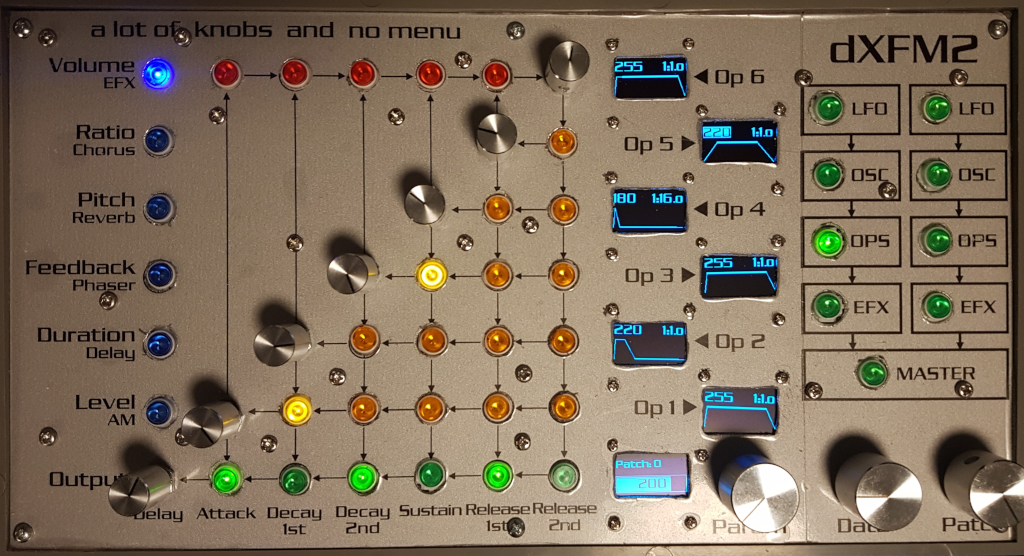 a lot of knobs and no menu
dXFM2
Volume
EFX
Ratio
Chorus
Pitch
Reverb
Feedback
Phaser
Duration
Delay
Level
AM
Output
Delay
Attack
Decay
1st
Decay
2nd
Sustain
Release
1st
Release
2nd
255 1:1.0
Op 6
220 1:1.0
Op 5
180 1:16.0
Op 4
255 1:1.0
Op 3
220 1:1.0
Op 2
255 1:1.0
Op 1
Patch: 0
200
LFO
LFO
OSC
OSC
OPS
OPS
EFX
EFX
MASTER